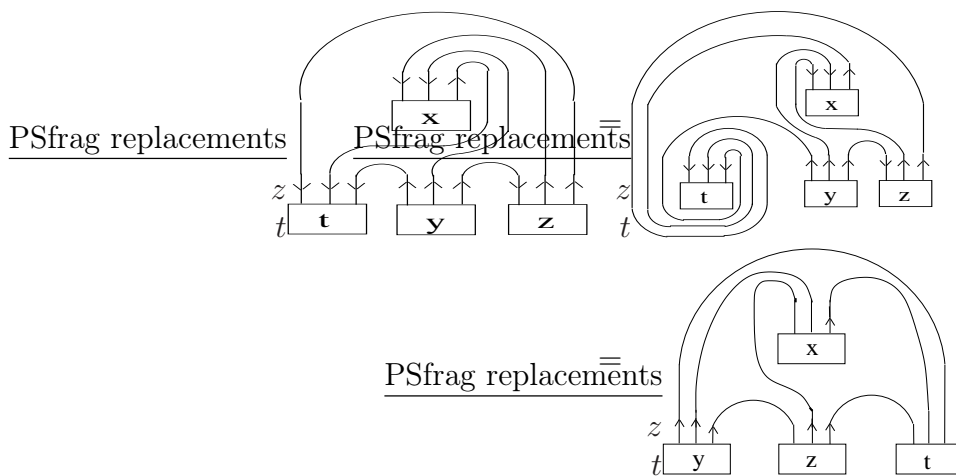 x
x
PSfrag replacements PSfrag replacements =
z t y z z t y z
t t
x
=
PSfrag replacements
z
t y z t